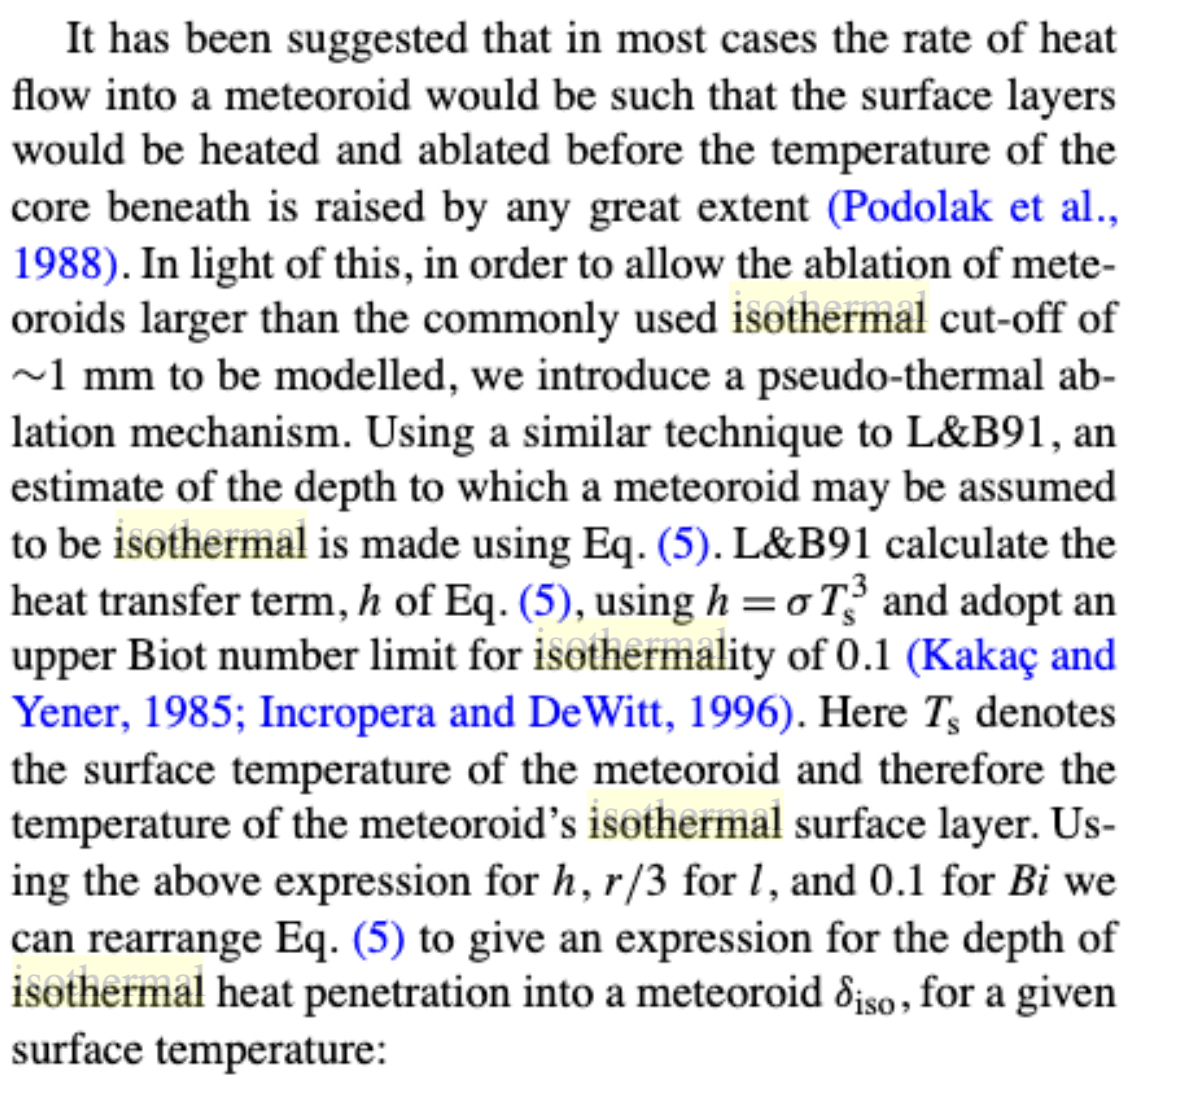 It has been suggested that in most cases the rate of heat
flow into a meteoroid would be such that the surface layers
would be heated and ablated before the temperature of the
core beneath is raised by any great extent (Podolak et al.,
1988). In light of this, in order to allow the ablation of mete-
oroids larger than the commonly used isothermal cut-off of
∼1 mm to be modelled, we introduce a pseudo-thermal ab-
lation mechanism. Using a similar technique to L&B91, an
estimate of the depth to which a meteoroid may be assumed
to be isothermal is made using Eq. (5). L&B91 calculate the
heat transfer term, h of Eq. (5), using h = σT_s^3 and adopt an
upper Biot number limit for isothermality of 0.1 (Kakaç and
Yener, 1985; Incropera and DeWitt, 1996). Here T_s denotes
the surface temperature of the meteoroid and therefore the
temperature of the meteoroid's isothermal surface layer. Us-
ing the above expression for h, r/3 for l, and 0.1 for Bi we
can rearrange Eq. (5) to give an expression for the depth of
isothermal heat penetration into a meteoroid δ_iso, for a given
surface temperature: